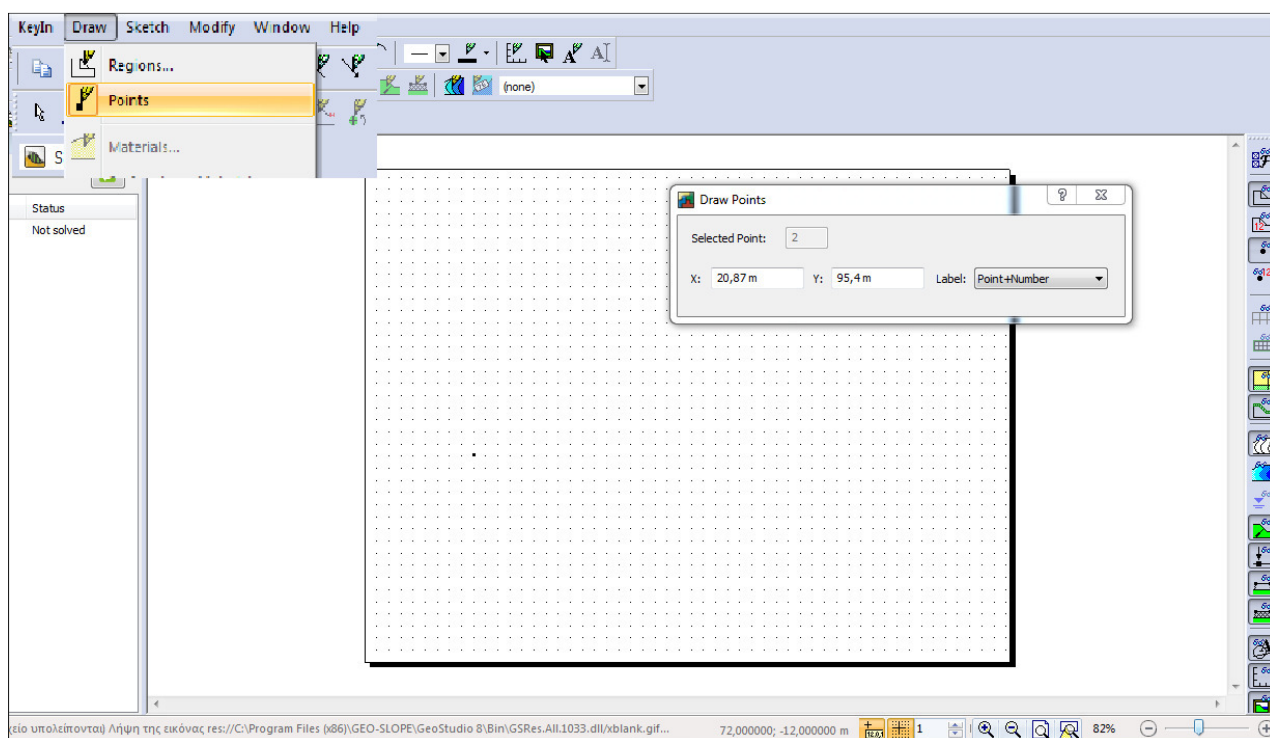 KeyIn Draw Sketch Modify Window Help
Regions...
Points
(none)
Materials...
S
Status
Not solved
Draw Points
Selected Point: 2
X: 20,87 m Y: 95,4 m Label: Point+Number
είο υπολείπονται) Λήψη της εικόνας res://C:\Program Files (x86)\GEO-SLOPE\GeoStudio 8\Bin\GSRes.All.1033.dll/xblank.gif... 72,000000; -12,000000 m 1 82%